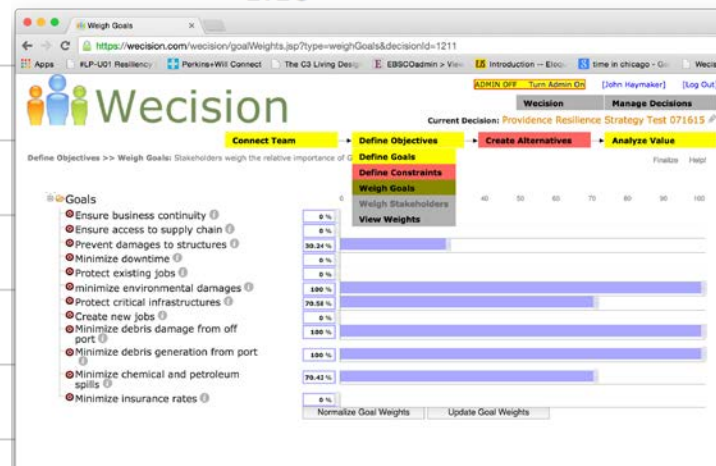 Weigh Goals
https://wecision.com/wecision/goalWeights.jsp?type=weighGoals&decisionId=1211
Apps #LP-U01 Resiliency Perkins+Will Connect The C3 Living Desig EBSCOadmin > View Introduction — Eloq time in chicago - Go Wecis
ADMIN OFF Turn Admin On [John Haymaker] [Log Out]
Wecision
Wecision Manage Decisions
Current Decision: Providence Resilience Strategy Test 071615
Connect Team Define Objectives Create Alternatives Analyze Value
Define Objectives >> Weigh Goals: Stakeholders weigh the relative importance of G
Define Goals
Finalize Help!
Define Constraints
Weigh Goals
Weigh Stakeholders
View Weights
Goals
0 40 50 60 70 80 90 100
Ensure business continuity 0 %
Ensure access to supply chain 0 %
Prevent damages to structures 30.24 %
Minimize downtime 0 %
Protect existing jobs 0 %
minimize environmental damages 100 %
Protect critical infrastructures 70.58 %
Create new jobs 0 %
Minimize debris damage from off 100 %
port
Minimize debris generation from port 100 %
Minimize chemical and petroleum 70.42 %
spills
Minimize insurance rates 0 %
Normalize Goal Weights Update Goal Weights